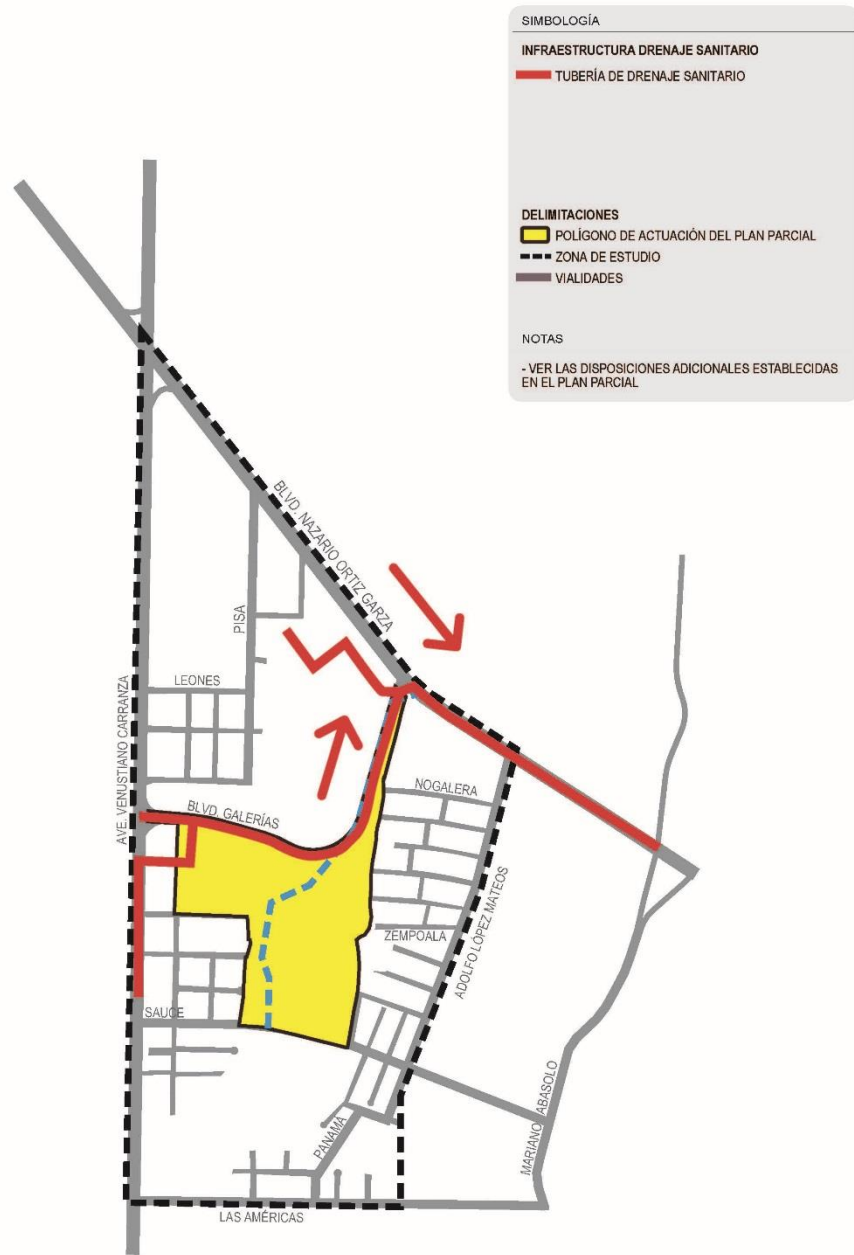 SIMBOLOGÍA
INFRAESTRUCTURA DRENAJE SANITARIO
TUBERÍA DE DRENAJE SANITARIO
DELIMITACIONES
POLÍGONO DE ACTUACIÓN DEL PLAN PARCIAL
ZONA DE ESTUDIO
VIALIDADES
NOTAS
- VER LAS DISPOSICIONES ADICIONALES ESTABLECIDAS
EN EL PLAN PARCIAL
BLVD. NAZARIO ORTIZ GARZA
PISA
LEONES
AVE. VENUSTIANO CARRANZA
BLVD. GALERÍAS
NOGALERA
ZEMPOALA
ADOLFO LÓPEZ MATEOS
SAUCE
MARIANO ABASOLO
PANAMÁ
LAS AMÉRICAS